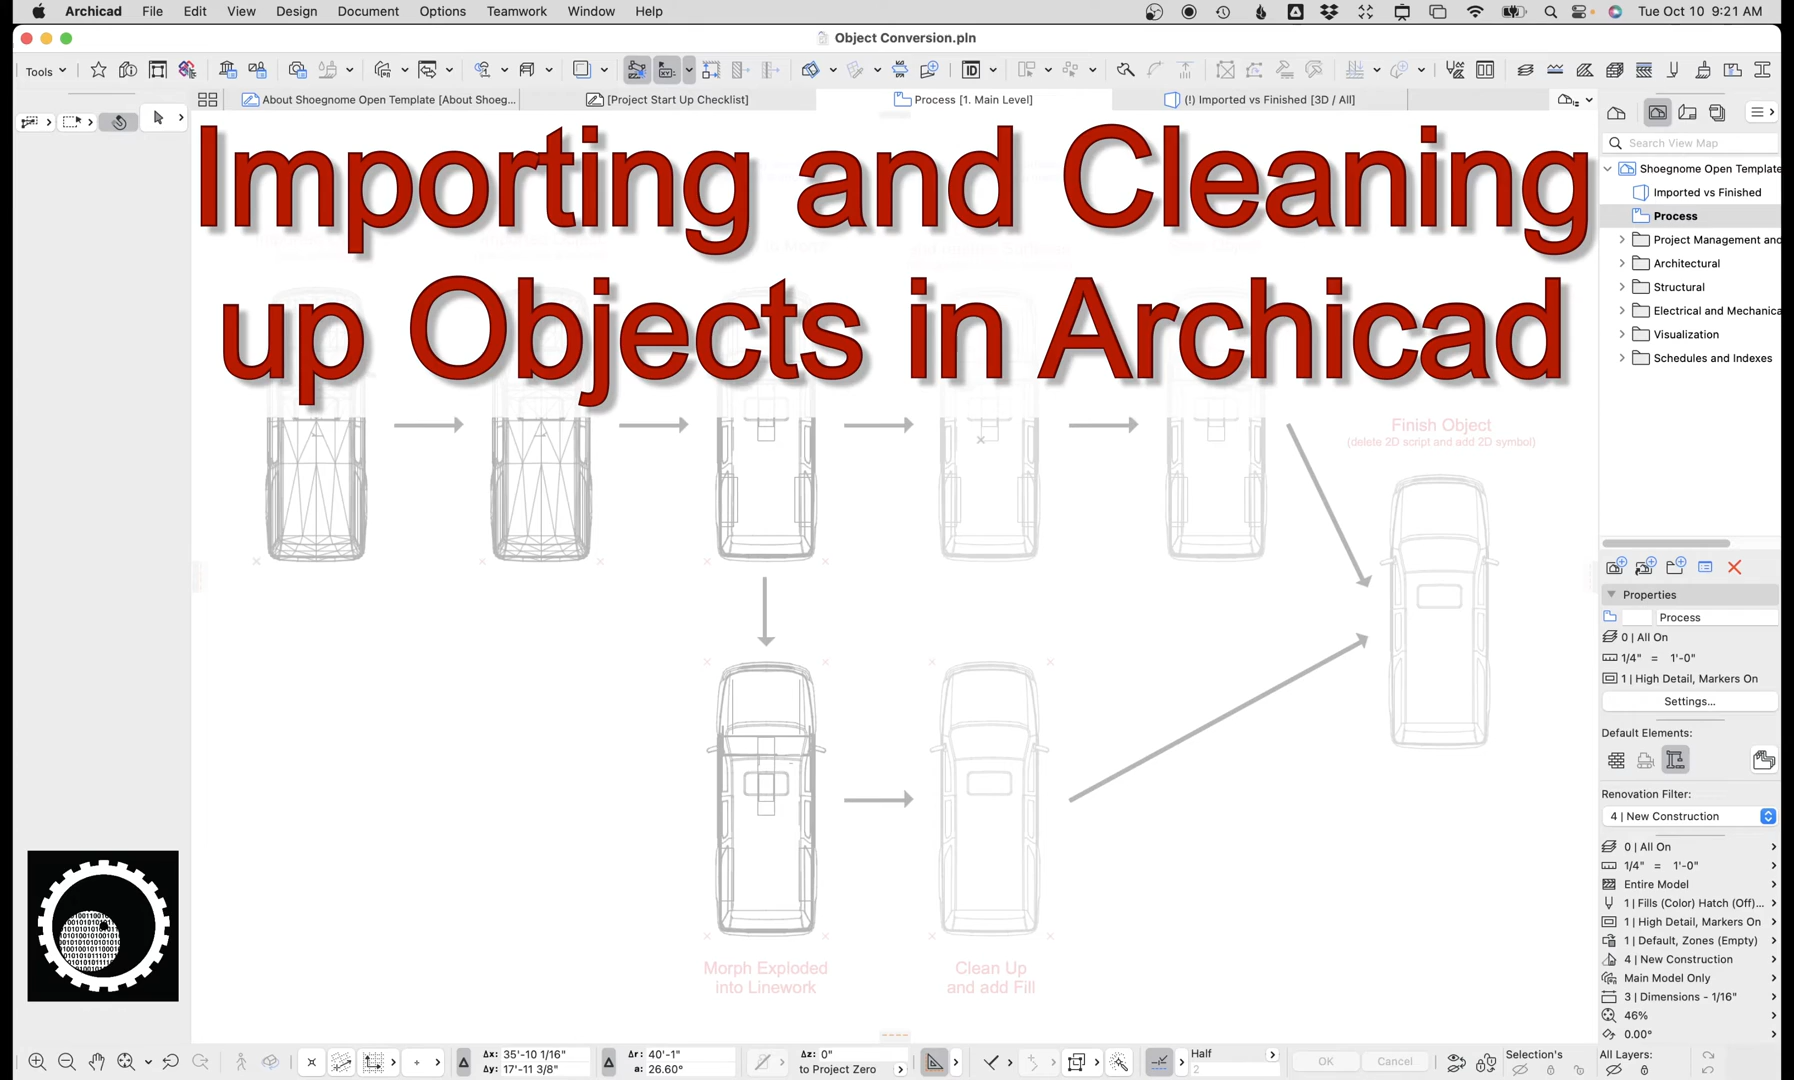 Archicad File Edit View Design Document Options Teamwork Window Help
Tue Oct 10 9:21 AM
Object Conversion.pln
Tools
ID
About Shoegnome Open Template [About Shoeg...
[Project Start Up Checklist]
Process [1. Main Level]
(!) Imported vs Finished [3D / All]
Importing and Cleaning
up Objects in Archicad
Search View Map
Shoegnome Open Template
Imported vs Finished
Process
Project Management and
Architectural
Structural
Electrical and Mechanica
Visualization
Schedules and Indexes
Finish Object
(delete 2D script and add 2D symbol)
Morph Exploded
into Linework
Clean Up
and add Fill
Properties
Process
0 | All On
1/4" = 1'-0"
1 | High Detail, Markers On
Settings...
Default Elements:
Renovation Filter:
4 | New Construction
0 | All On
1/4" = 1'-0"
Entire Model
1 | Fills (Color) Hatch (Off)...
1 | High Detail, Markers On
1 | Default, Zones (Empty)
4 | New Construction
Main Model Only
3 | Dimensions - 1/16"
46%
0.00°
Δx: 35'-10 1/16"
Δy: 17'-11 3/8"
Δr: 40'-1"
a: 26.60°
Δz: 0"
to Project Zero
Half
2
OK
Cancel
Selection's
All Layers: